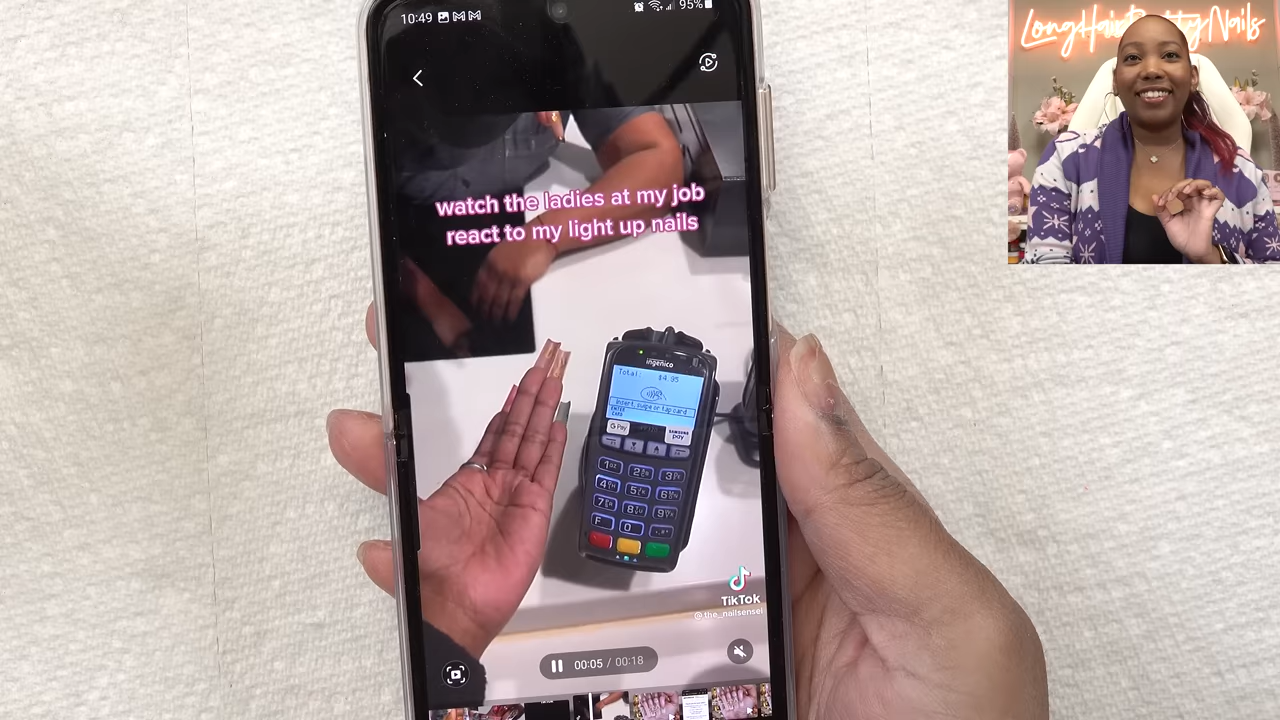 10:49
95%
LongHairPrettyNails
watch the ladies at my job
react to my light up nails
ingenico
Total: $4.95
Insert, swipe or tap card
ENTER
CARD
G Pay
SAMSUNG
pay
1
2
3
4
5
6
7
8
9
F
0
TikTok
@the_nailsensei
00:05 / 00:18